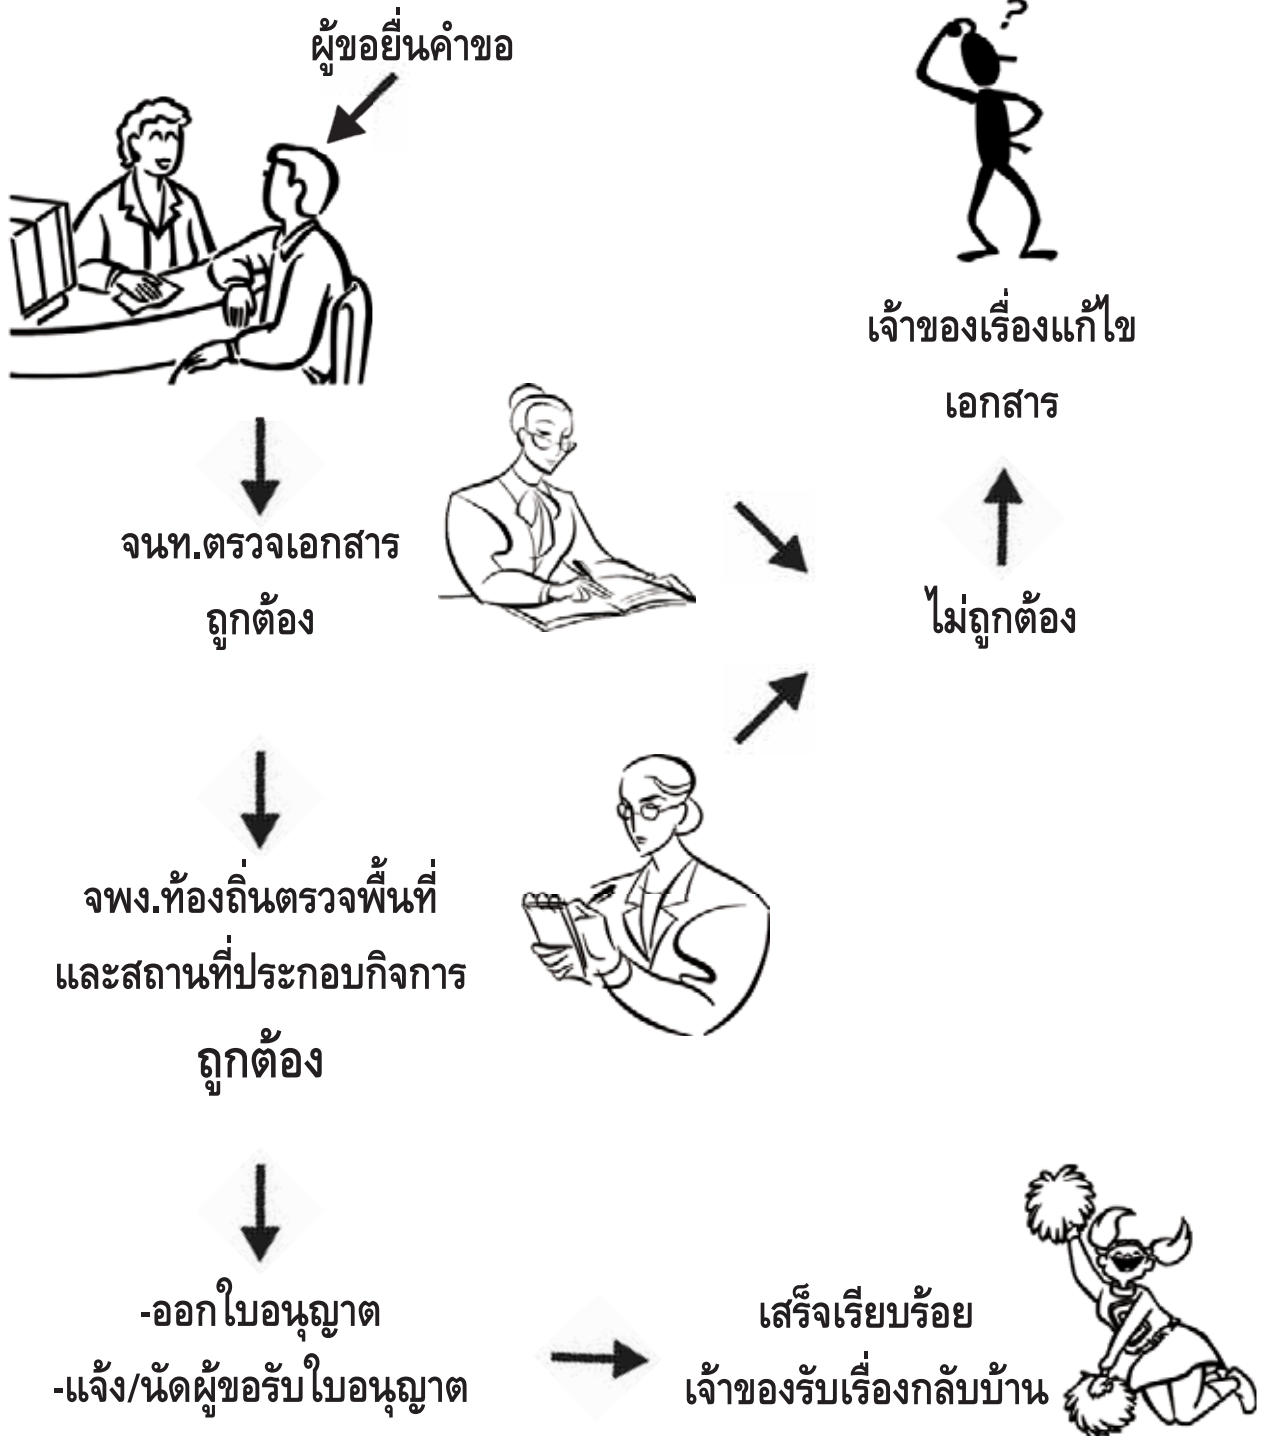 ผู้ขอยื่นคำขอ
?
เจ้าของเรื่องแก้ไข
เอกสาร
จนท.ตรวจเอกสาร
ถูกต้อง
ไม่ถูกต้อง
จพง.ท้องถิ่นตรวจพื้นที่
และสถานที่ประกอบกิจการ
ถูกต้อง
-ออกใบอนุญาต
-แจ้ง/นัดผู้ขอรับใบอนุญาต
เสร็จเรียบร้อย
เจ้าของรับเรื่องกลับบ้าน